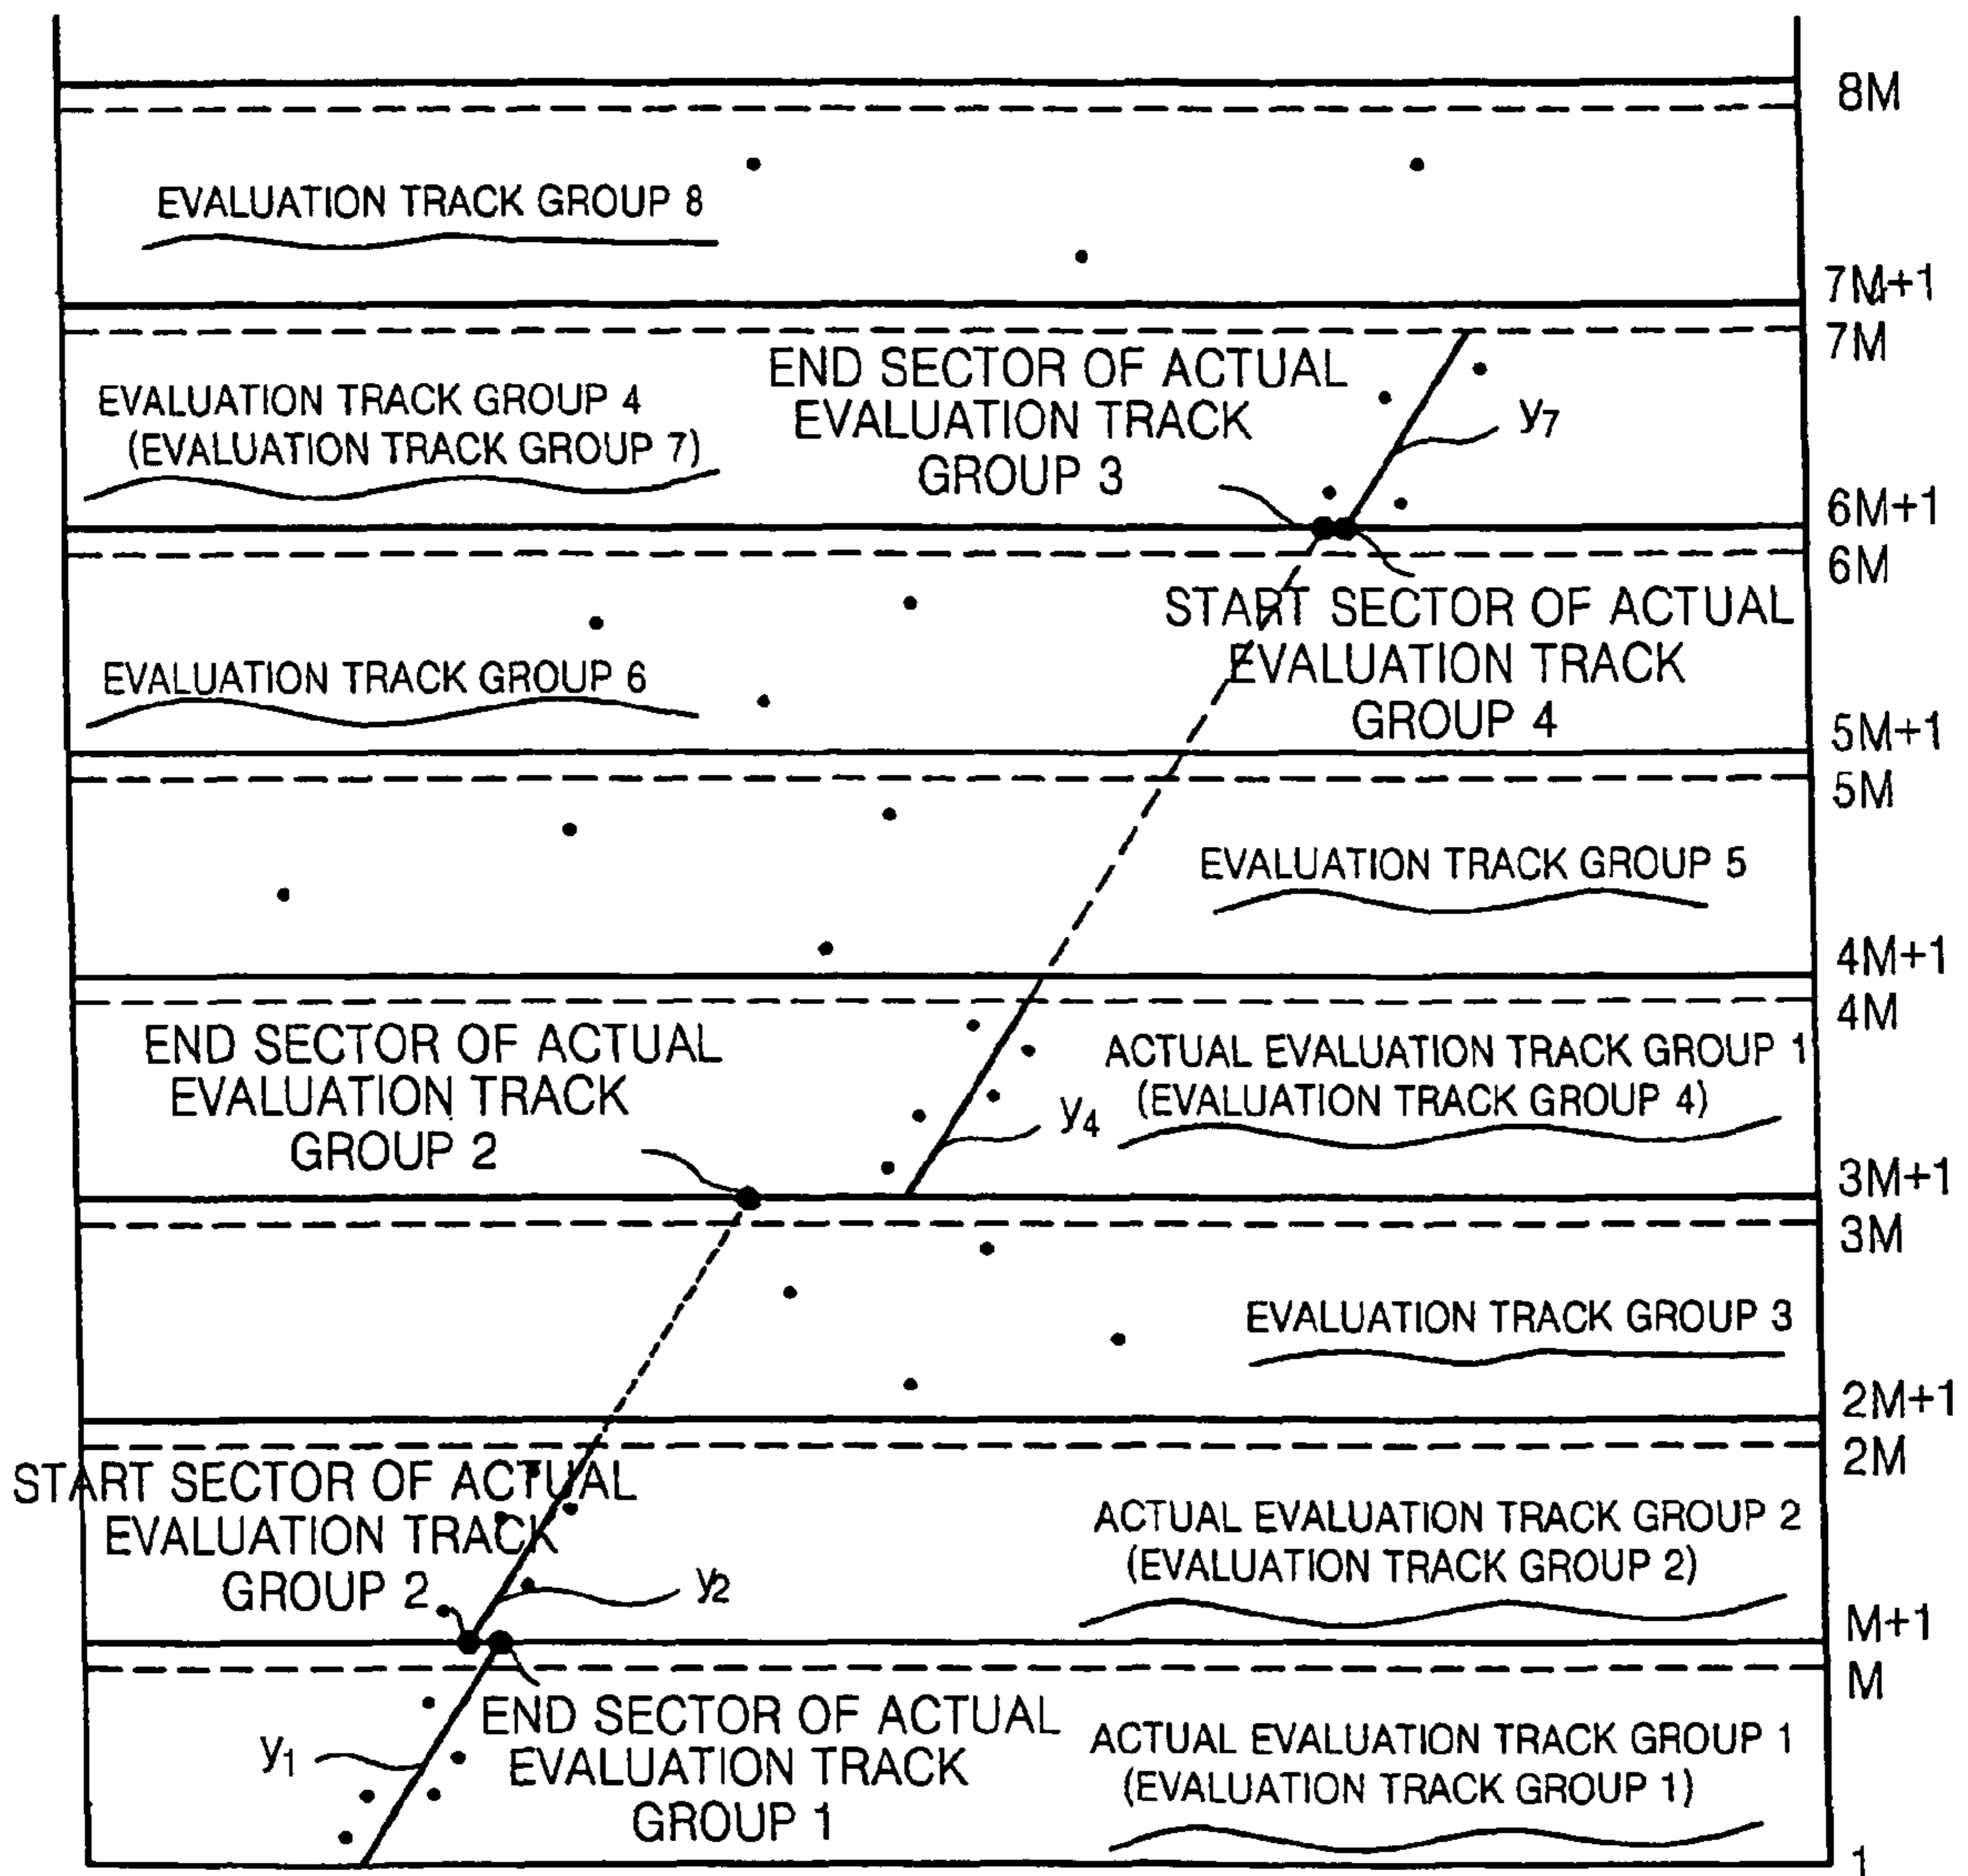 8M
EVALUATION TRACK GROUP 8
7M+1
7M
END SECTOR OF ACTUAL
EVALUATION TRACK
GROUP 3
EVALUATION TRACK GROUP 4
(EVALUATION TRACK GROUP 7)
y7
6M+1
6M
START SECTOR OF ACTUAL
EVALUATION TRACK
GROUP 4
EVALUATION TRACK GROUP 6
5M+1
5M
EVALUATION TRACK GROUP 5
4M+1
4M
END SECTOR OF ACTUAL
EVALUATION TRACK
GROUP 2
ACTUAL EVALUATION TRACK GROUP 1
(EVALUATION TRACK GROUP 4)
y4
3M+1
3M
EVALUATION TRACK GROUP 3
2M+1
2M
START SECTOR OF ACTUAL
EVALUATION TRACK
GROUP 2
y2
ACTUAL EVALUATION TRACK GROUP 2
(EVALUATION TRACK GROUP 2)
M+1
M
y1
END SECTOR OF ACTUAL
EVALUATION TRACK
GROUP 1
ACTUAL EVALUATION TRACK GROUP 1
(EVALUATION TRACK GROUP 1)
1